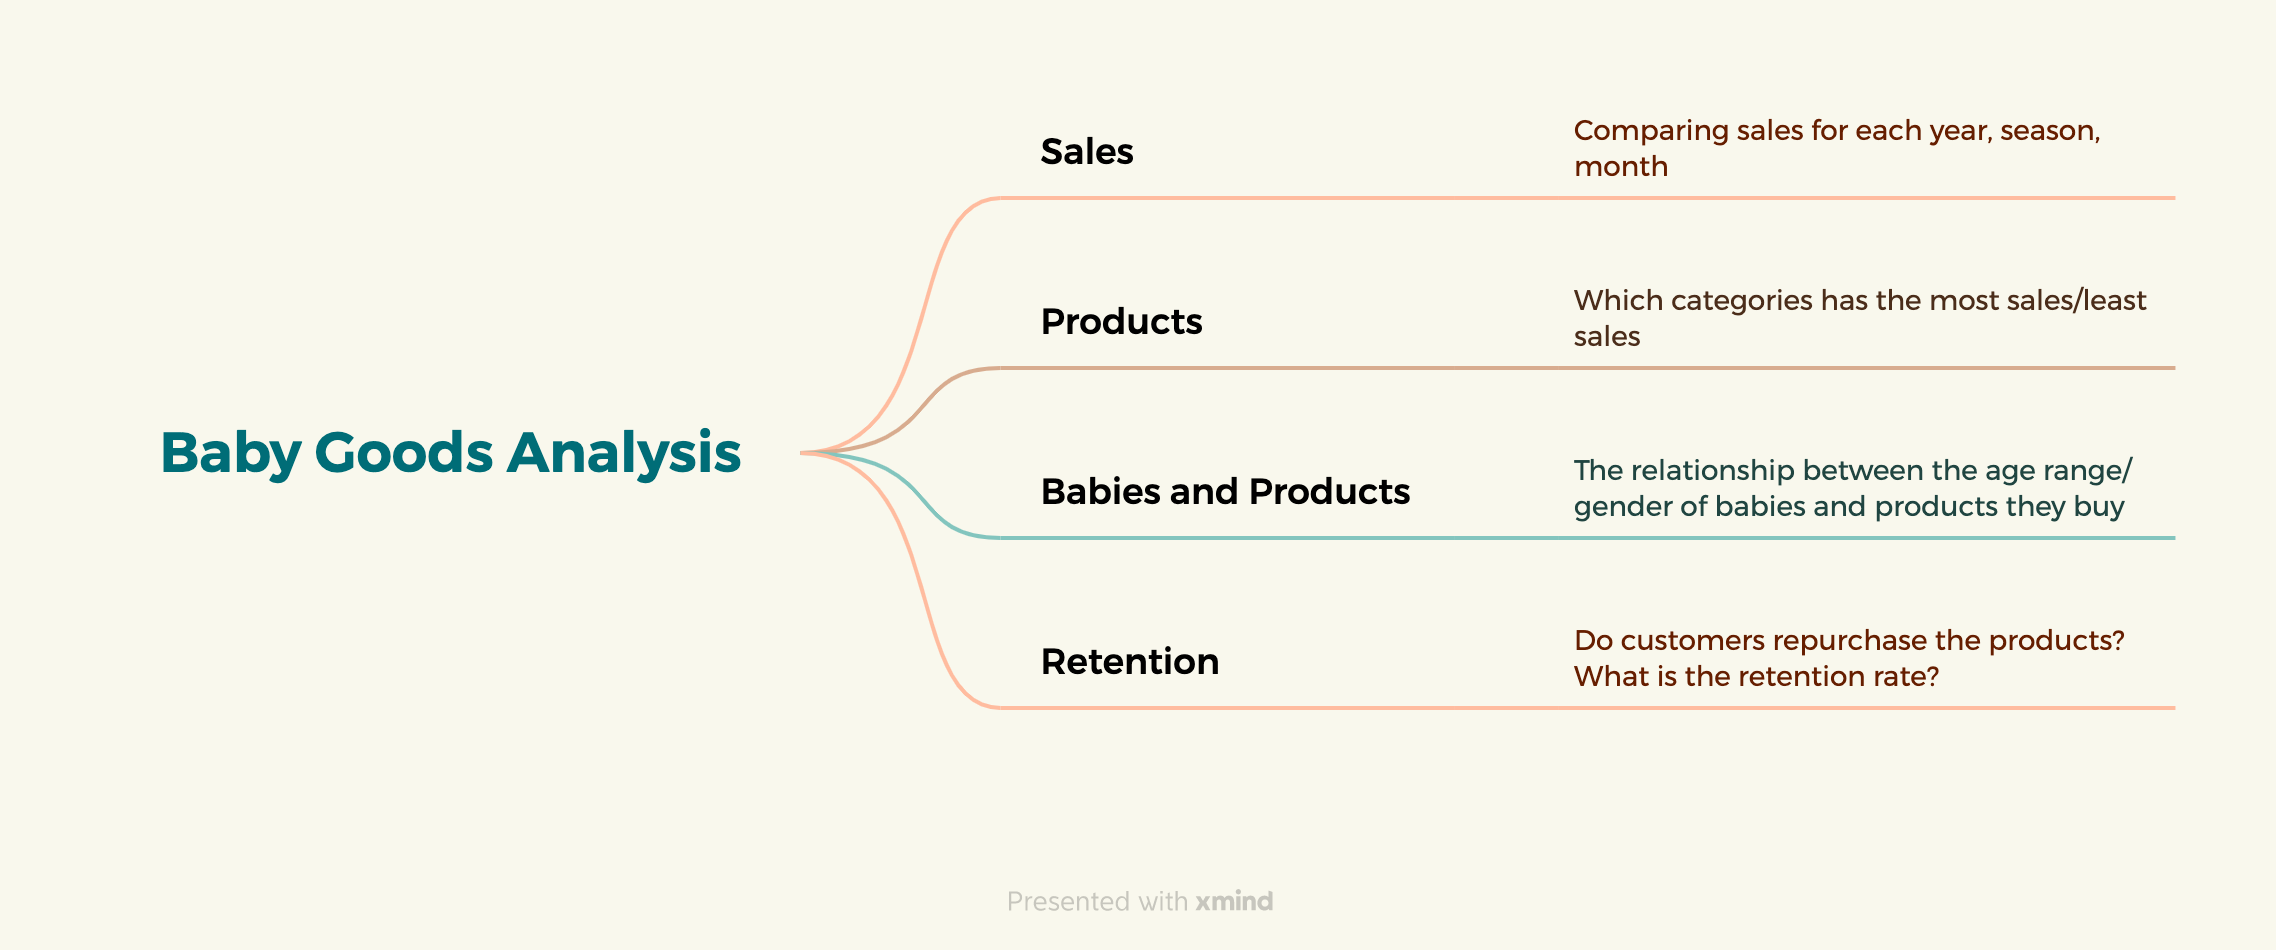 Baby Goods Analysis
Sales
Comparing sales for each year, season,
month
Products
Which categories has the most sales/least
sales
Babies and Products
The relationship between the age range/
gender of babies and products they buy
Retention
Do customers repurchase the products?
What is the retention rate?
Presented with xmind